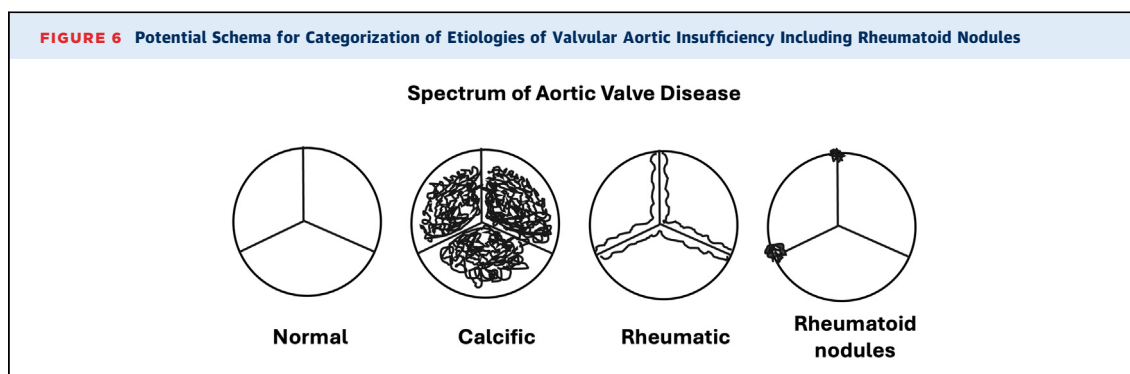 FIGURE 6 Potential Schema for Categorization of Etiologies of Valvular Aortic Insufficiency Including Rheumatoid Nodules
Spectrum of Aortic Valve Disease
Normal
Calcific
Rheumatic
Rheumatoid
nodules